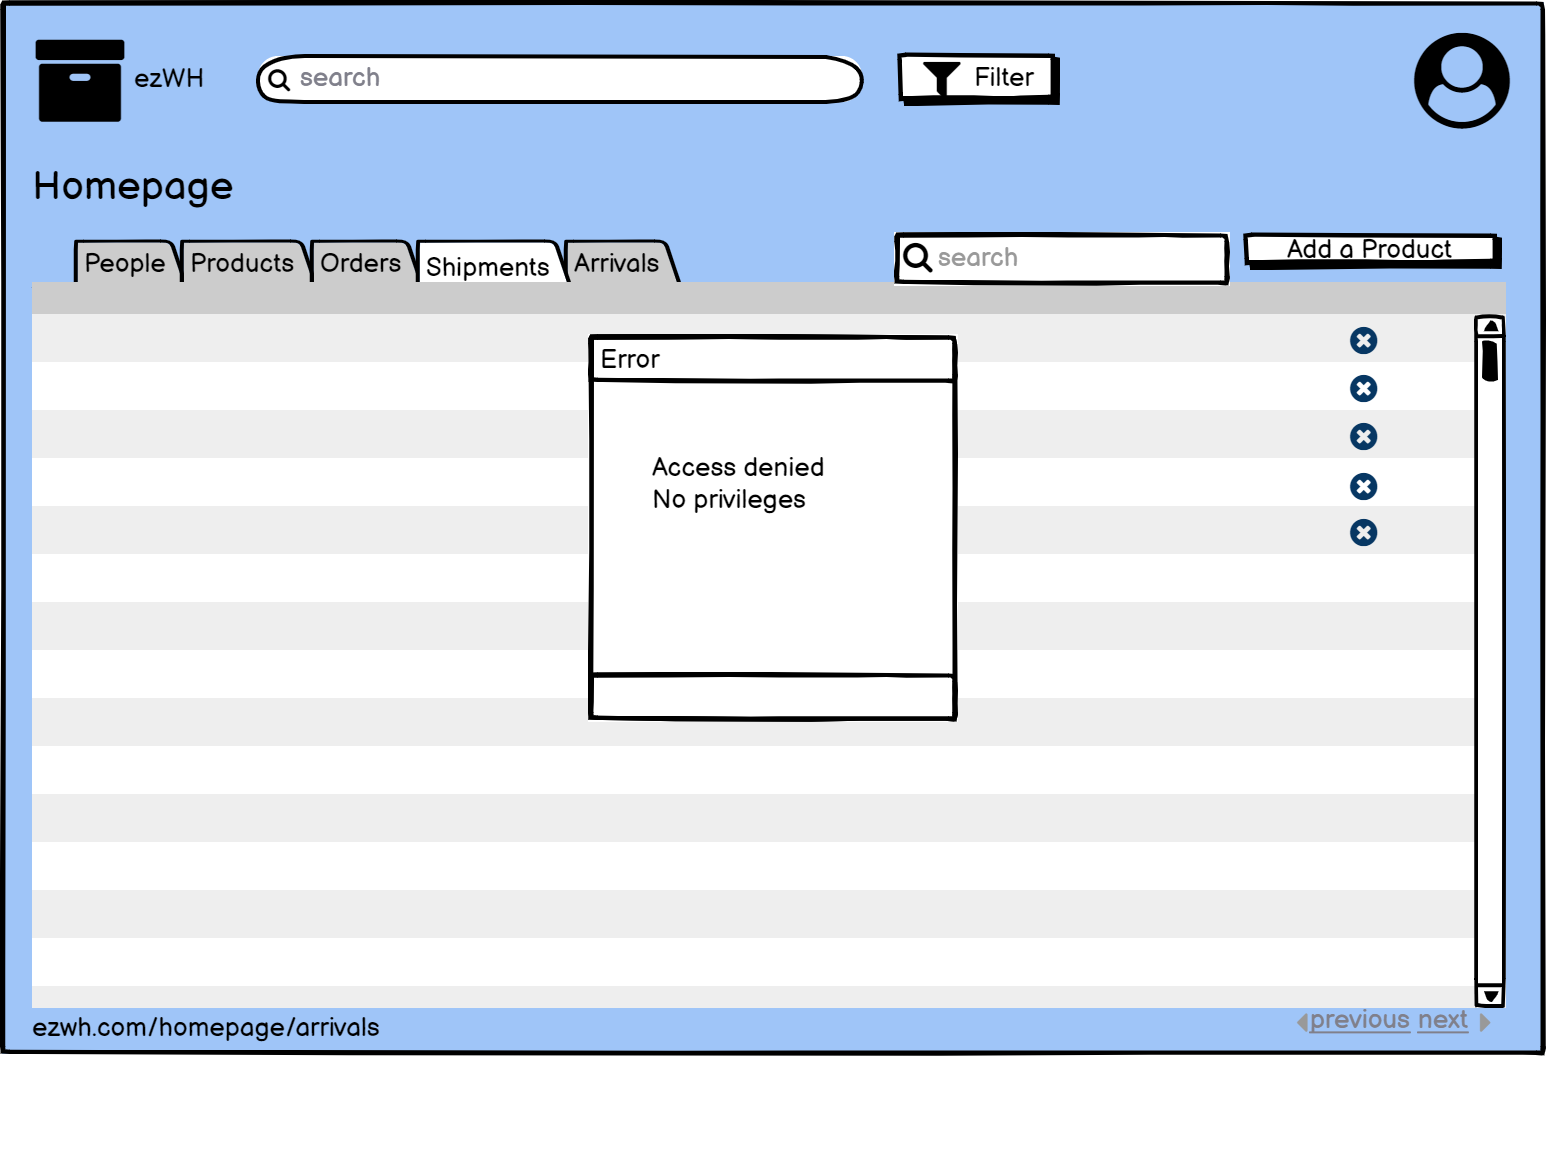 ezWH
search
Filter
Homepage
People
Products
Orders
Shipments
Arrivals
search
Add a Product
Error
Access denied
No privileges
ezwh.com/homepage/arrivals
previous next